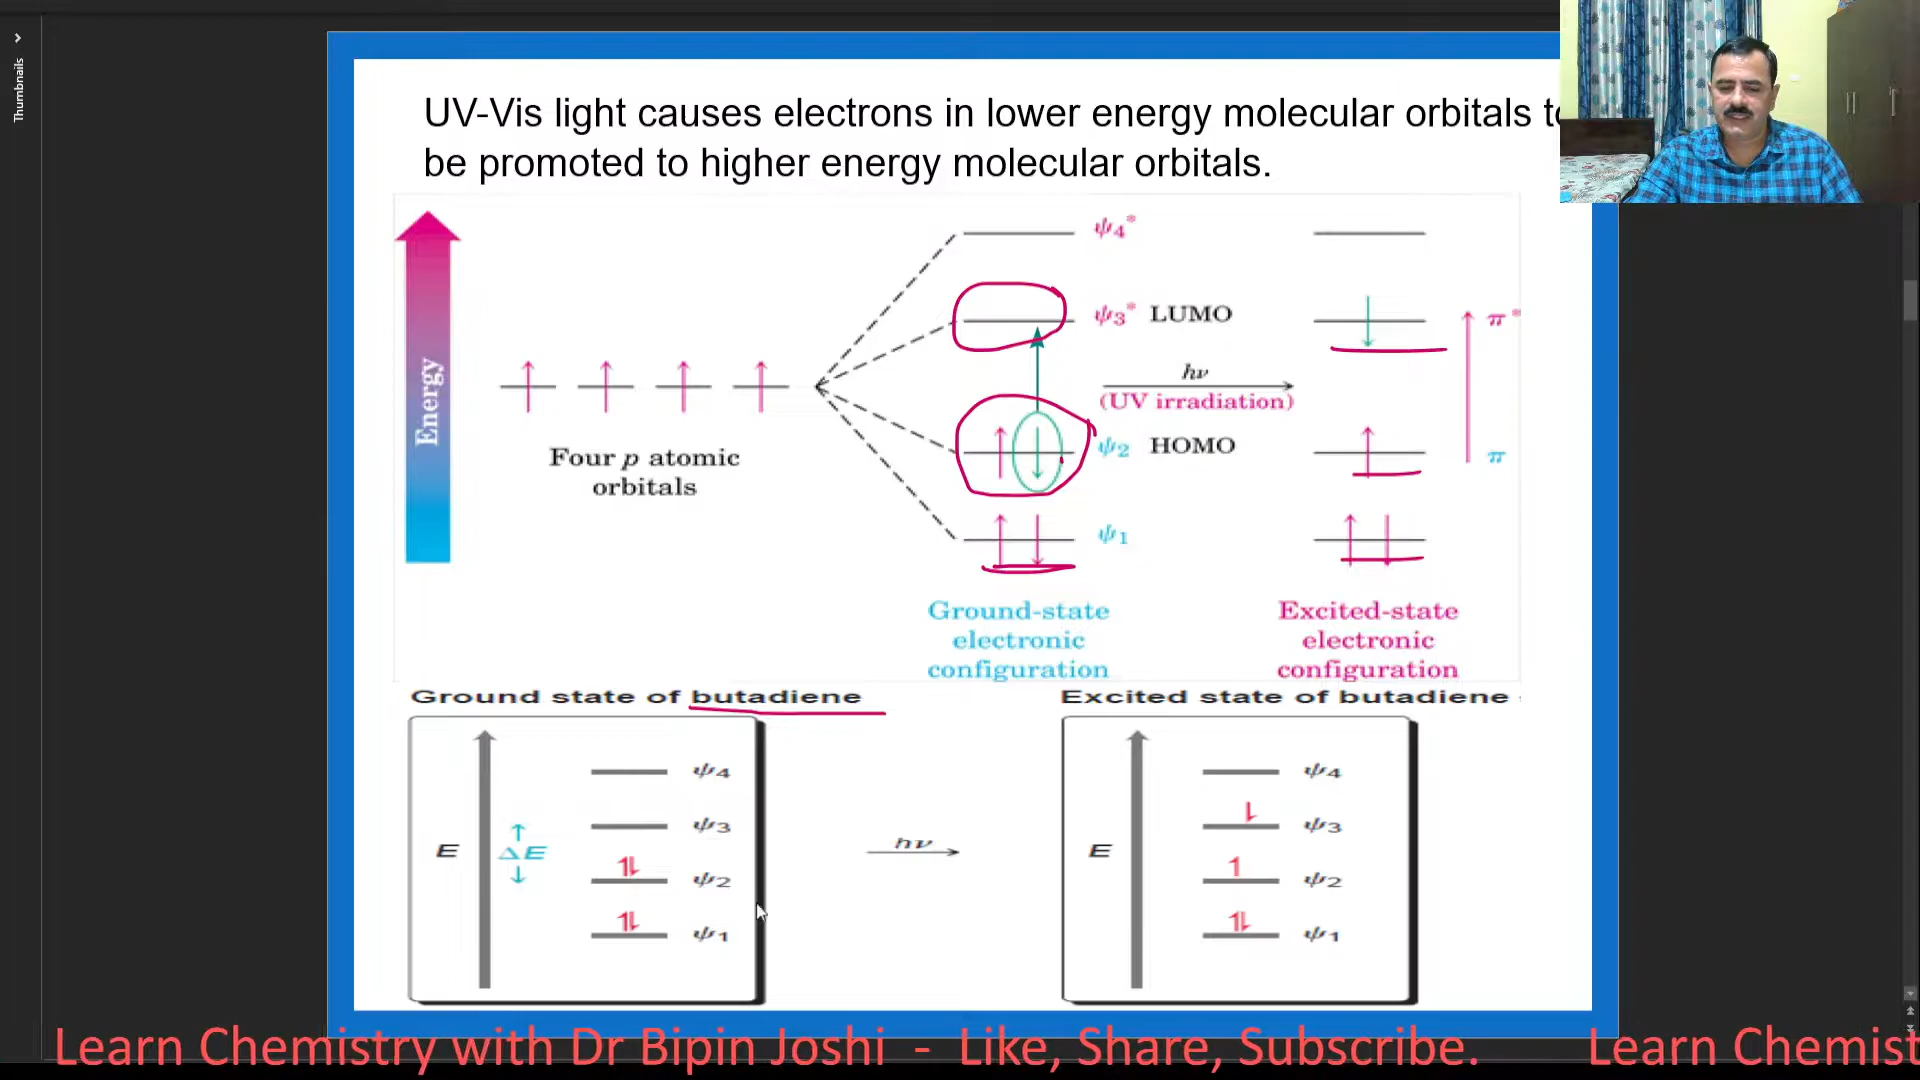 Thumbnails
UV-Vis light causes electrons in lower energy molecular orbitals
be promoted to higher energy molecular orbitals.
Energy
Four p atomic
orbitals
ψ4*
ψ3* LUMO
hν
(UV irradiation)
ψ2 HOMO
ψ1
π*
π
Ground-state
electronic
configuration
Excited-state
electronic
configuration
Ground state of butadiene
E
ΔE
ψ4
ψ3
ψ2
ψ1
hν
Excited state of butadiene
E
ψ4
ψ3
ψ2
ψ1
Learn Chemistry with Dr Bipin Joshi - Like, Share, Subscribe. Learn Chemist